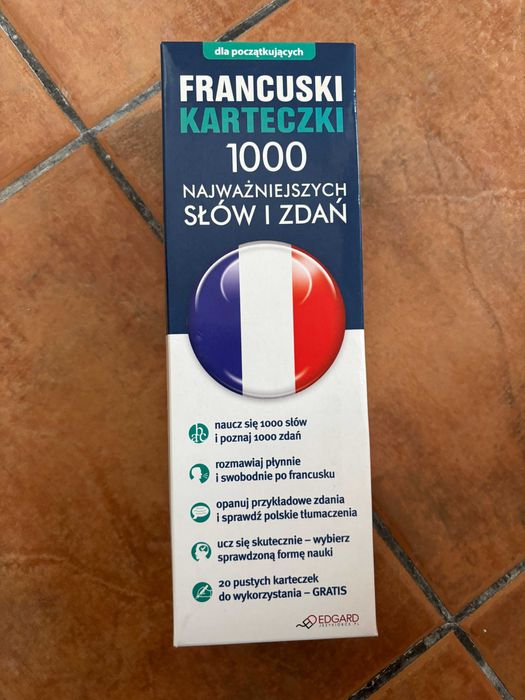 dla początkujących
FRANCUSKI
KARTECZKI
1000
NAJWAŻNIEJSZYCH
SŁÓW I ZDAŃ
naucz się 1000 słów
i poznaj 1000 zdań
rozmawiaj płynnie
i swobodnie po francusku
opanuj przykładowe zdania
i sprawdź polskie tłumaczenia
ucz się skutecznie – wybierz
sprawdzoną formę nauki
20 pustych karteczek
do wykorzystania – GRATIS
EDGARD
JEZYKIOBCE.PL